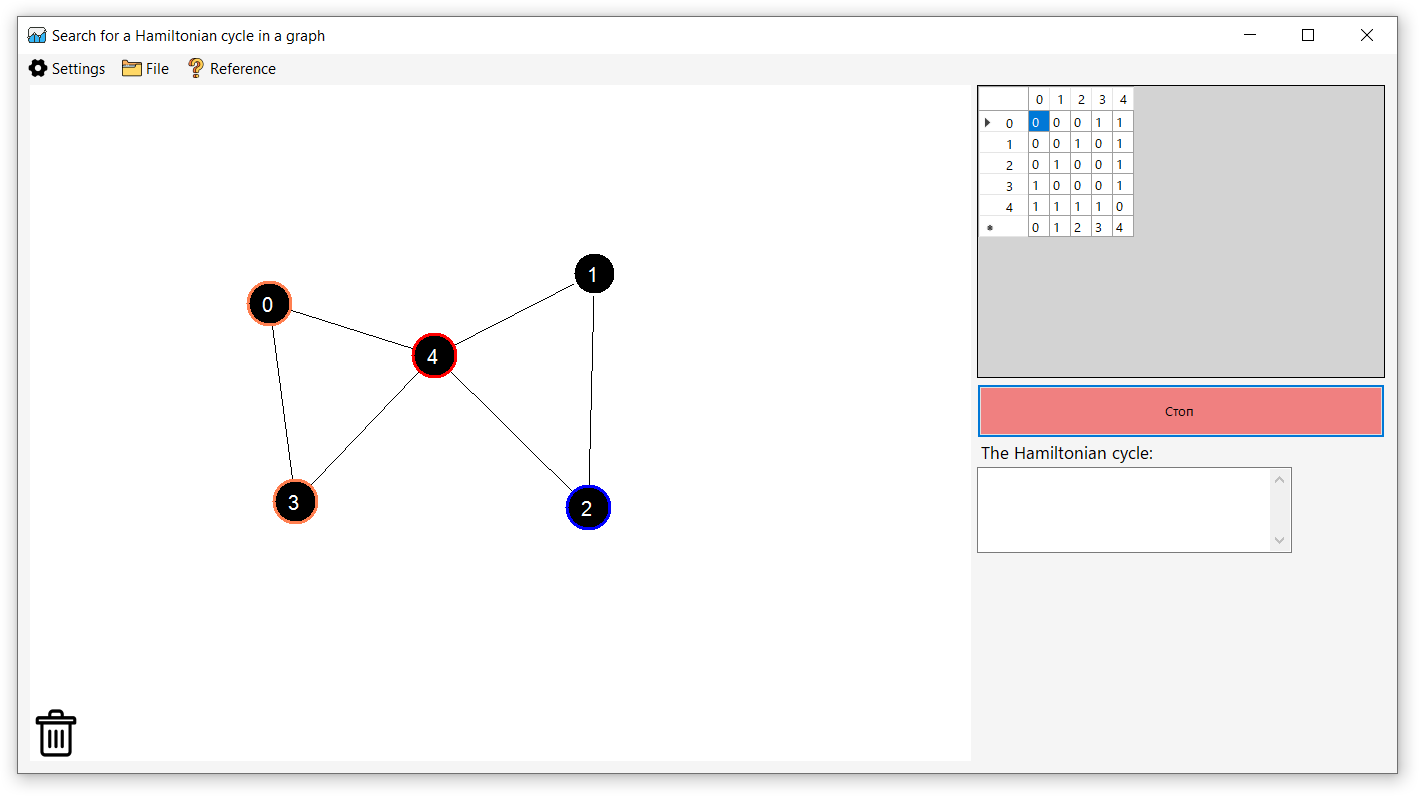 Search for a Hamiltonian cycle in a graph
Settings File Reference
0 1 2 3 4
0 0 0 0 1 1
1 0 0 1 0 1
2 0 1 0 0 1
3 1 0 0 0 1
4 1 1 1 1 0
0 1 2 3 4
Стоп
The Hamiltonian cycle:
1
0
4
3
2